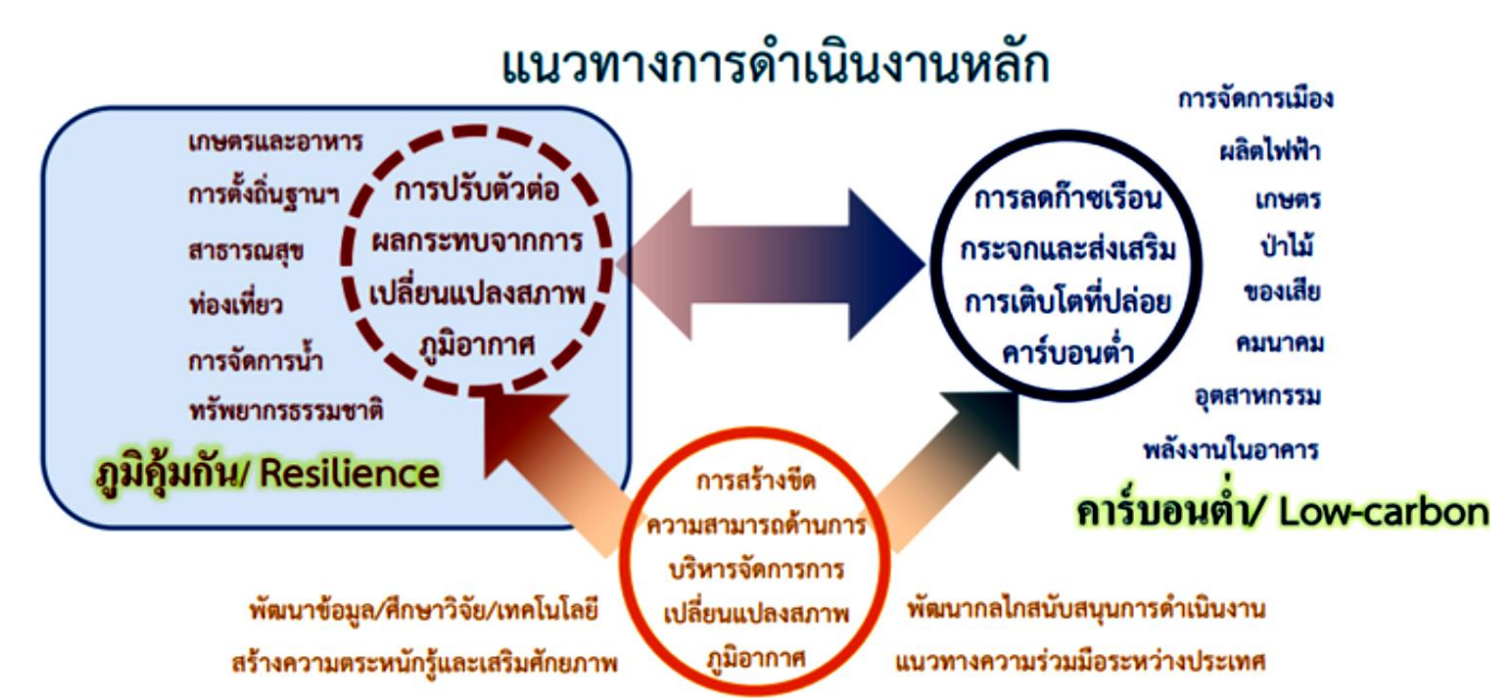 แนวทางการดำเนินงานหลัก
เกษตรและอาหาร
การตั้งถิ่นฐานฯ
สาธารณสุข
ท่องเที่ยว
การจัดการน้ำ
ทรัพยากรธรรมชาติ
ภูมิคุ้มกัน/ Resilience
การปรับตัวต่อ
ผลกระทบจากการ
เปลี่ยนแปลงสภาพ
ภูมิอากาศ
การลดก๊าซเรือน
กระจกและส่งเสริม
การเติบโตที่ปล่อย
คาร์บอนต่ำ
การจัดการเมือง
ผลิตไฟฟ้า
เกษตร
ป่าไม้
ของเสีย
คมนาคม
อุตสาหกรรม
พลังงานในอาคาร
คาร์บอนต่ำ/ Low-carbon
การสร้างขีด
ความสามารถด้านการ
บริหารจัดการการ
เปลี่ยนแปลงสภาพ
ภูมิอากาศ
พัฒนาข้อมูล/ศึกษาวิจัย/เทคโนโลยี
สร้างความตระหนักรู้และเสริมศักยภาพ
พัฒนากลไกสนับสนุนการดำเนินงาน
แนวทางความร่วมมือระหว่างประเทศ